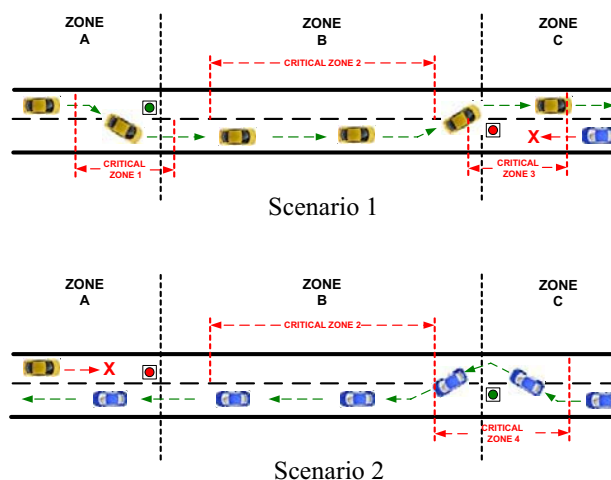 ZONE
A
ZONE
B
ZONE
C
CRITICAL ZONE 2
X
CRITICAL
ZONE 1
CRITICAL
ZONE 3
Scenario 1
ZONE
A
ZONE
B
ZONE
C
CRITICAL ZONE 2
X
CRITICAL
ZONE 4
Scenario 2